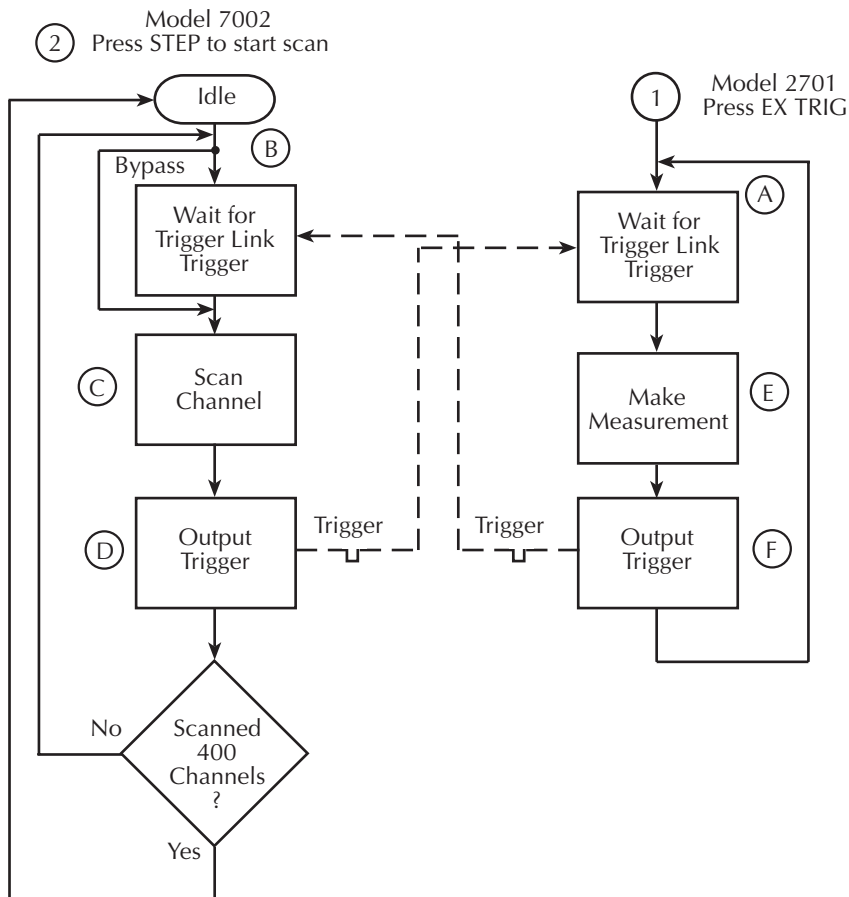 2
Model 7002
Press STEP to start scan
Idle
B
Bypass
Wait for
Trigger Link
Trigger
C
Scan
Channel
D
Output
Trigger
Trigger
No
Scanned
400
Channels
?
Yes
1
Model 2701
Press EX TRIG
A
Wait for
Trigger Link
Trigger
E
Make
Measurement
Trigger
Output
Trigger
F